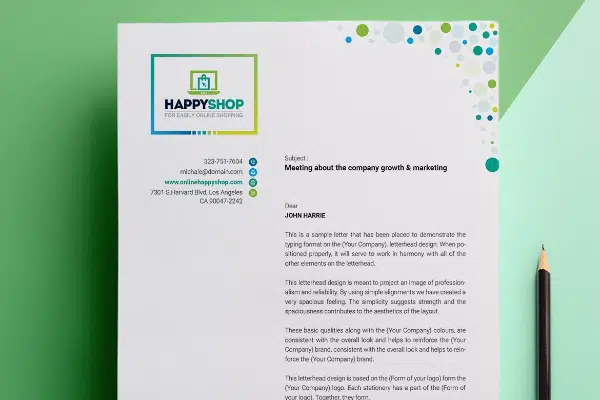 HAPPYSHOP
FOR EASILY ONLINE SHOPPING
323-751-7604
michale@domain.com
www.onlinehappyshop.com
7301 S.Harvard Blvd, Los Angeles
CA 90047-2242
Subject :
Meeting about the company growth & marketing
Dear
JOHN HARRIE
This is a sample letter that has been placed to demonstrate the
typing format on the (Your Company), letterhead design. When po-
sitioned properly, it will serve to work in harmony with all of the
other elements on the letterhead.
This letterhead design is meant to project an image of profession-
alism and reliability. By using simple alignments we have created a
very spacious feeling. The simplicity suggests strength and the
spaciousness contributes to the aesthetics of the layout.
These basic qualities along with the (Your Company) colours, are
consistent with the overall look and helps to reinforce the (Your
Company) brand, consistent with the overall look and helps to rein-
force the (Your Company) brand.
This letterhead design is based on the (Form of your logo) form the
(Your Company) logo. Each stationery has a part of the (Form of
your logo). Together, they form.